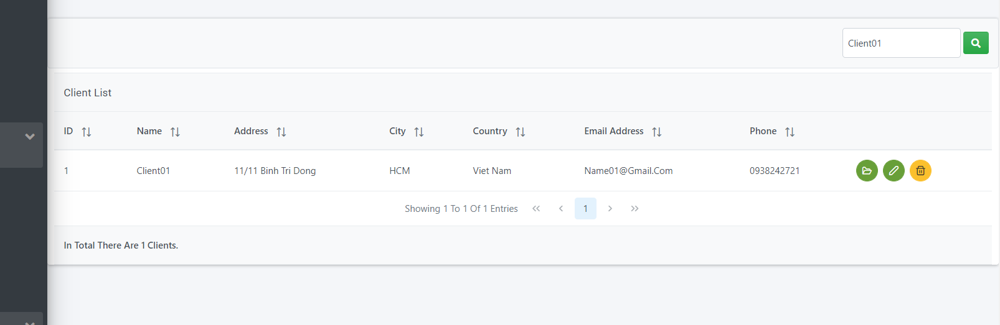 Client01
Client List
ID Name Address City Country Email Address Phone
1 Client01 11/11 Binh Tri Dong HCM Viet Nam Name01@Gmail.Com 0938242721
Showing 1 To 1 Of 1 Entries 1
In Total There Are 1 Clients.